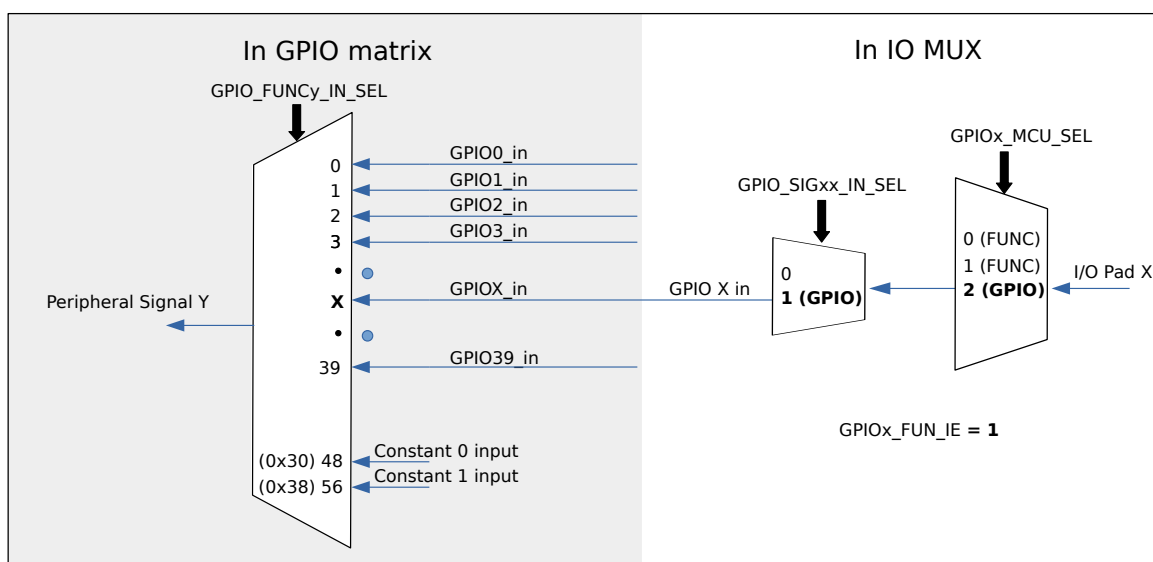 In GPIO matrix
In IO MUX
GPIO_FUNCy_IN_SEL
GPIOx_MCU_SEL
GPIO_SIGxx_IN_SEL
0 GPIO0_in
1 GPIO1_in
2 GPIO2_in
3 GPIO3_in
0 (FUNC)
1 (FUNC)
2 (GPIO)
I/O Pad X
0
1 (GPIO)
GPIO X in
X GPIOX_in
Peripheral Signal Y
39 GPIO39_in
GPIOx_FUN_IE = 1
(0x30) 48 Constant 0 input
(0x38) 56 Constant 1 input